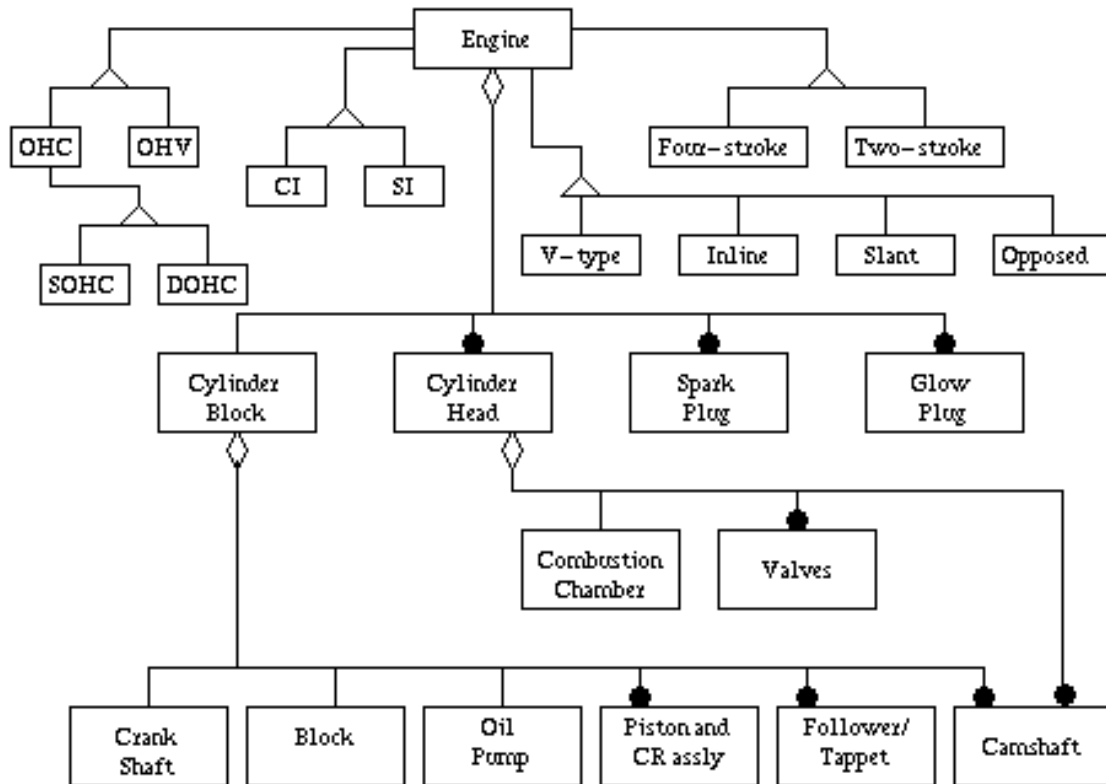 Engine
OHC
OHV
Four-stroke
Two-stroke
CI
SI
V-type
Inline
Slant
Opposed
SOHC
DOHC
Cylinder
Block
Cylinder
Head
Spark
Plug
Glow
Plug
Combustion
Chamber
Valves
Crank
Shaft
Block
Oil
Pump
Piston and
CR assly
Follower/
Tappet
Camshaft